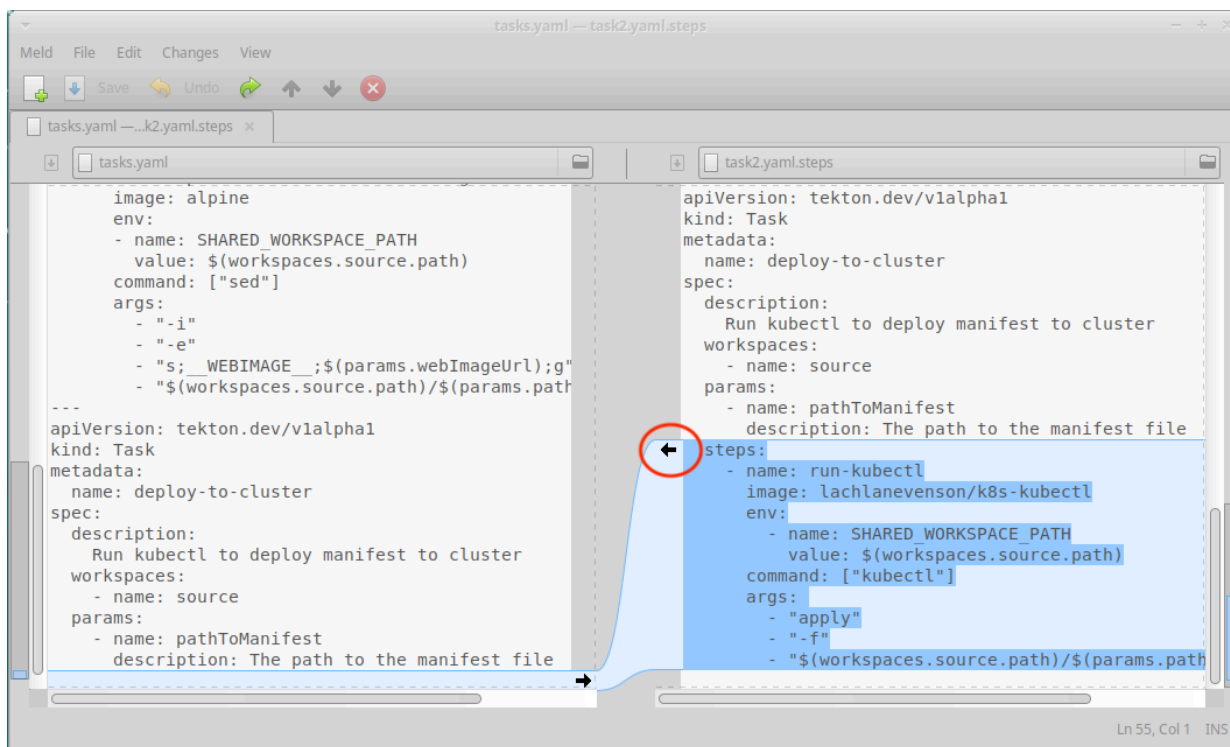 tasks.yaml — task2.yaml.steps
Meld File Edit Changes View
Save Undo
tasks.yaml —...k2.yaml.steps
tasks.yaml
image: alpine
env:
- name: SHARED_WORKSPACE_PATH
value: $(workspaces.source.path)
command: ["sed"]
args:
- "-i"
- "-e"
- "s;__WEBIMAGE__;$(params.webImageUrl);g"
- "$(workspaces.source.path)/$(params.path
---
apiVersion: tekton.dev/v1alpha1
kind: Task
metadata:
name: deploy-to-cluster
spec:
description:
Run kubectl to deploy manifest to cluster
workspaces:
- name: source
params:
- name: pathToManifest
description: The path to the manifest file
task2.yaml.steps
apiVersion: tekton.dev/v1alpha1
kind: Task
metadata:
name: deploy-to-cluster
spec:
description:
Run kubectl to deploy manifest to cluster
workspaces:
- name: source
params:
- name: pathToManifest
description: The path to the manifest file
steps:
- name: run-kubectl
image: lachlanevenson/k8s-kubectl
env:
- name: SHARED_WORKSPACE_PATH
value: $(workspaces.source.path)
command: ["kubectl"]
args:
- "apply"
- "-f"
- "$(workspaces.source.path)/$(params.path
Ln 55, Col 1 INS